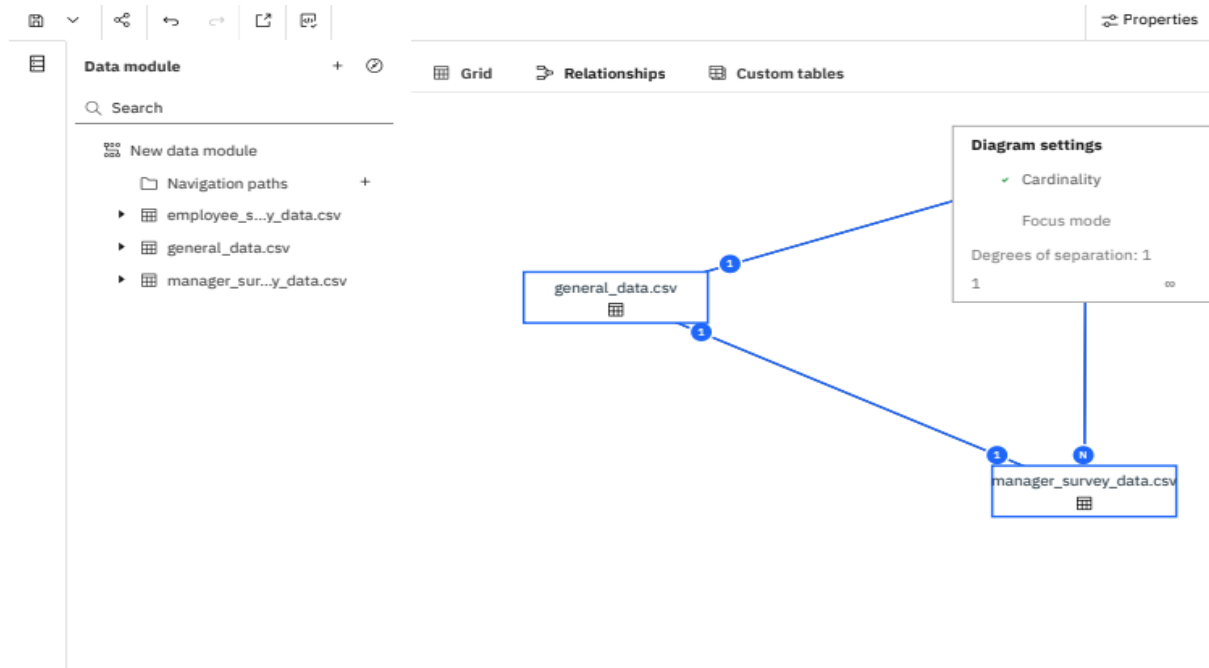 Properties
Data module
Grid
Relationships
Custom tables
Search
New data module
Navigation paths
employee_s...y_data.csv
general_data.csv
manager_sur...y_data.csv
Diagram settings
Cardinality
Focus mode
Degrees of separation: 1
1 ∞
1
general_data.csv
1
1
N
manager_survey_data.csv